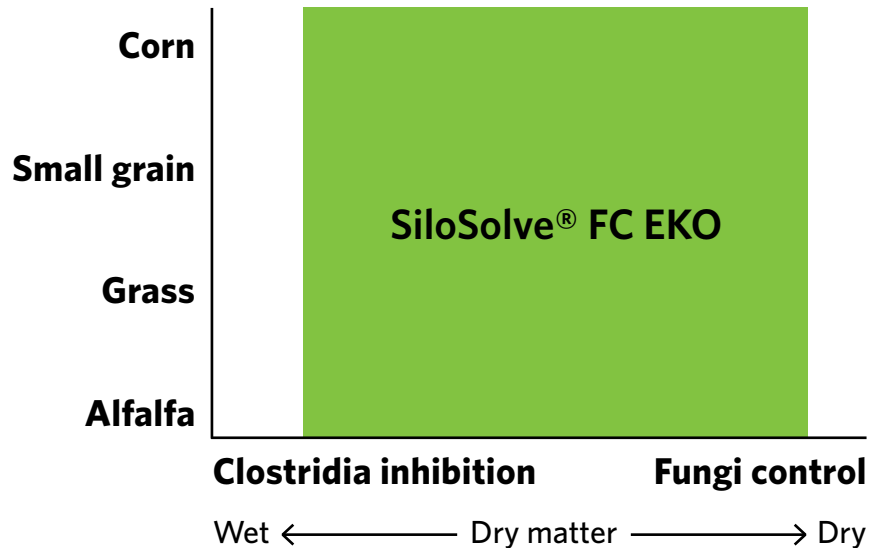 Corn
Small grain
SiloSolve® FC EKO
Grass
Alfalfa
Clostridia inhibition Fungi control
Wet Dry matter Dry